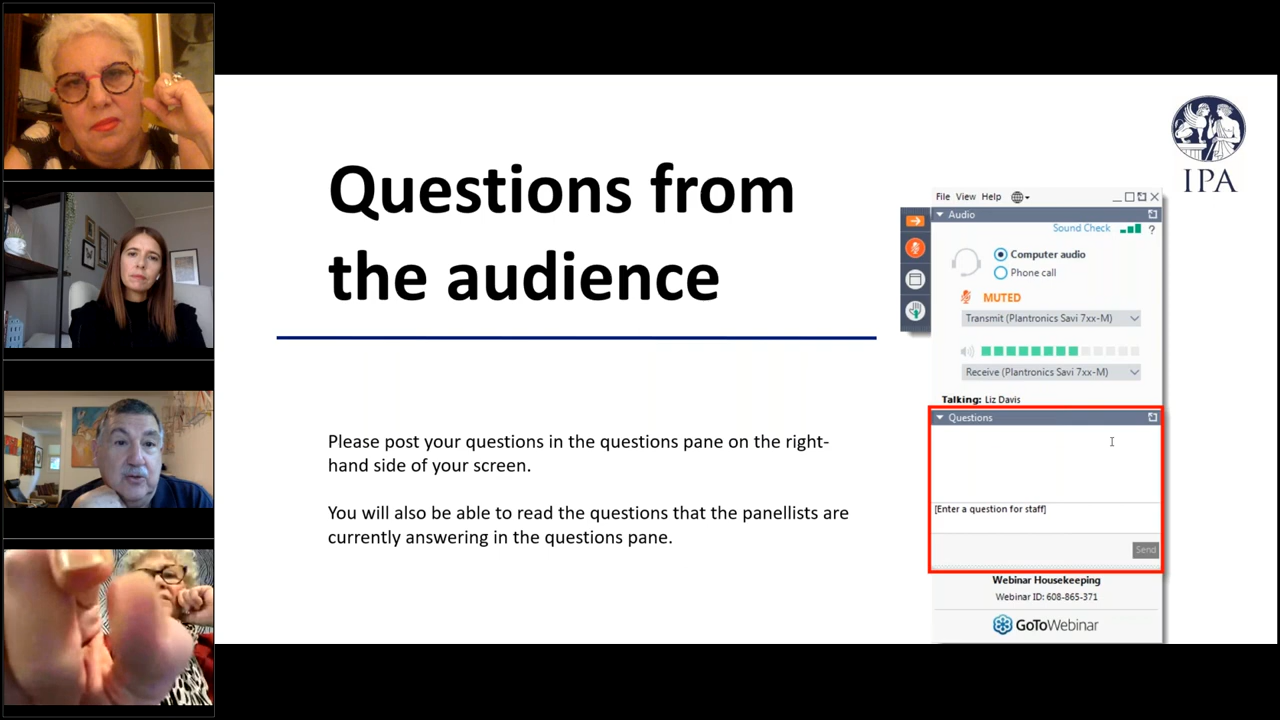 Questions from
the audience
Please post your questions in the questions pane on the right-
hand side of your screen.
You will also be able to read the questions that the panellists are
currently answering in the questions pane.
IPA
File View Help
Audio
Sound Check
?
Computer audio
Phone call
MUTED
Transmit (Plantronics Savi 7xx-M)
Receive (Plantronics Savi 7xx-M)
Talking: Liz Davis
Questions
[Enter a question for staff]
Send
Webinar Housekeeping
Webinar ID: 608-865-371
GoToWebinar